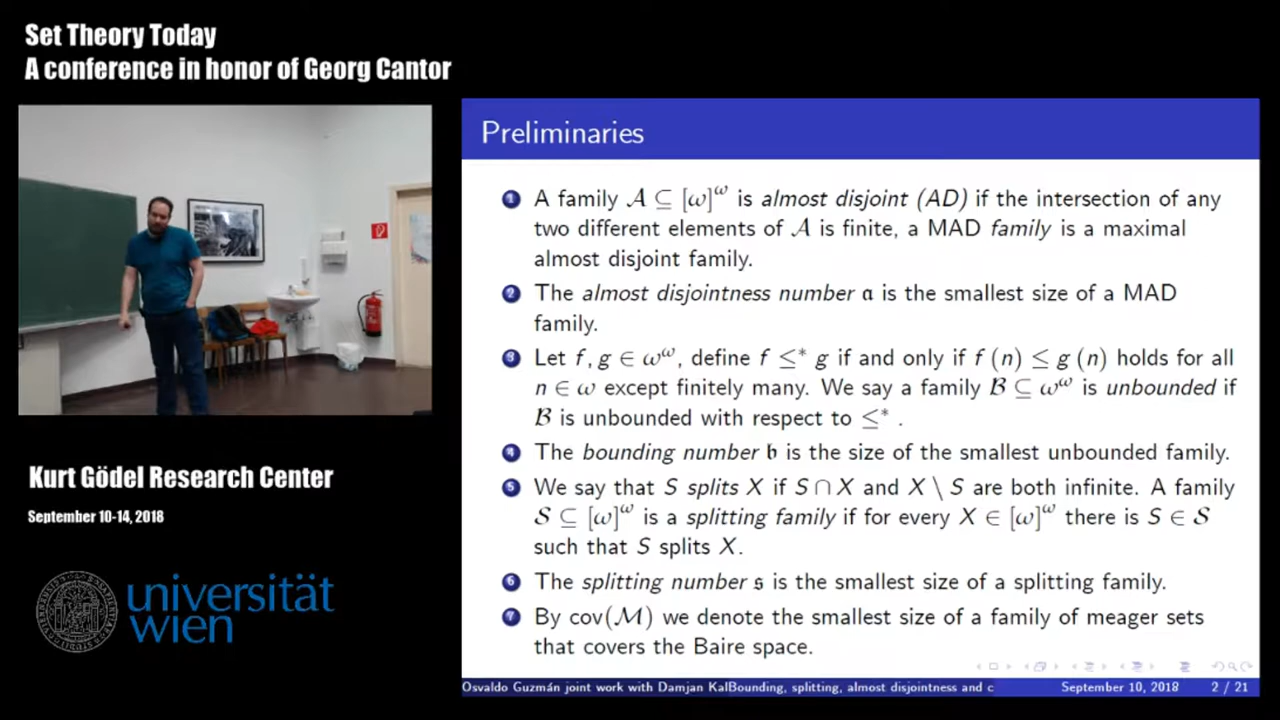 Set Theory Today
A conference in honor of Georg Cantor
Preliminaries
1 A family 𝒜 ⊆ [ω]^ω is almost disjoint (AD) if the intersection of any
two different elements of 𝒜 is finite, a MAD family is a maximal
almost disjoint family.
2 The almost disjointness number 𝔞 is the smallest size of a MAD
family.
3 Let f, g ∈ ω^ω, define f ≤* g if and only if f (n) ≤ g (n) holds for all
n ∈ ω except finitely many. We say a family ℬ ⊆ ω^ω is unbounded if
ℬ is unbounded with respect to ≤* .
4 The bounding number 𝔟 is the size of the smallest unbounded family.
5 We say that S splits X if S ∩ X and X \ S are both infinite. A family
𝒮 ⊆ [ω]^ω is a splitting family if for every X ∈ [ω]^ω there is S ∈ 𝒮
such that S splits X.
6 The splitting number 𝔰 is the smallest size of a splitting family.
7 By cov(ℳ) we denote the smallest size of a family of meager sets
that covers the Baire space.
Osvaldo Guzmán joint work with Damjan KalBounding, splitting, almost disjointness and c
September 10, 2018
2 / 21
Kurt Gödel Research Center
September 10-14, 2018
universität
wien